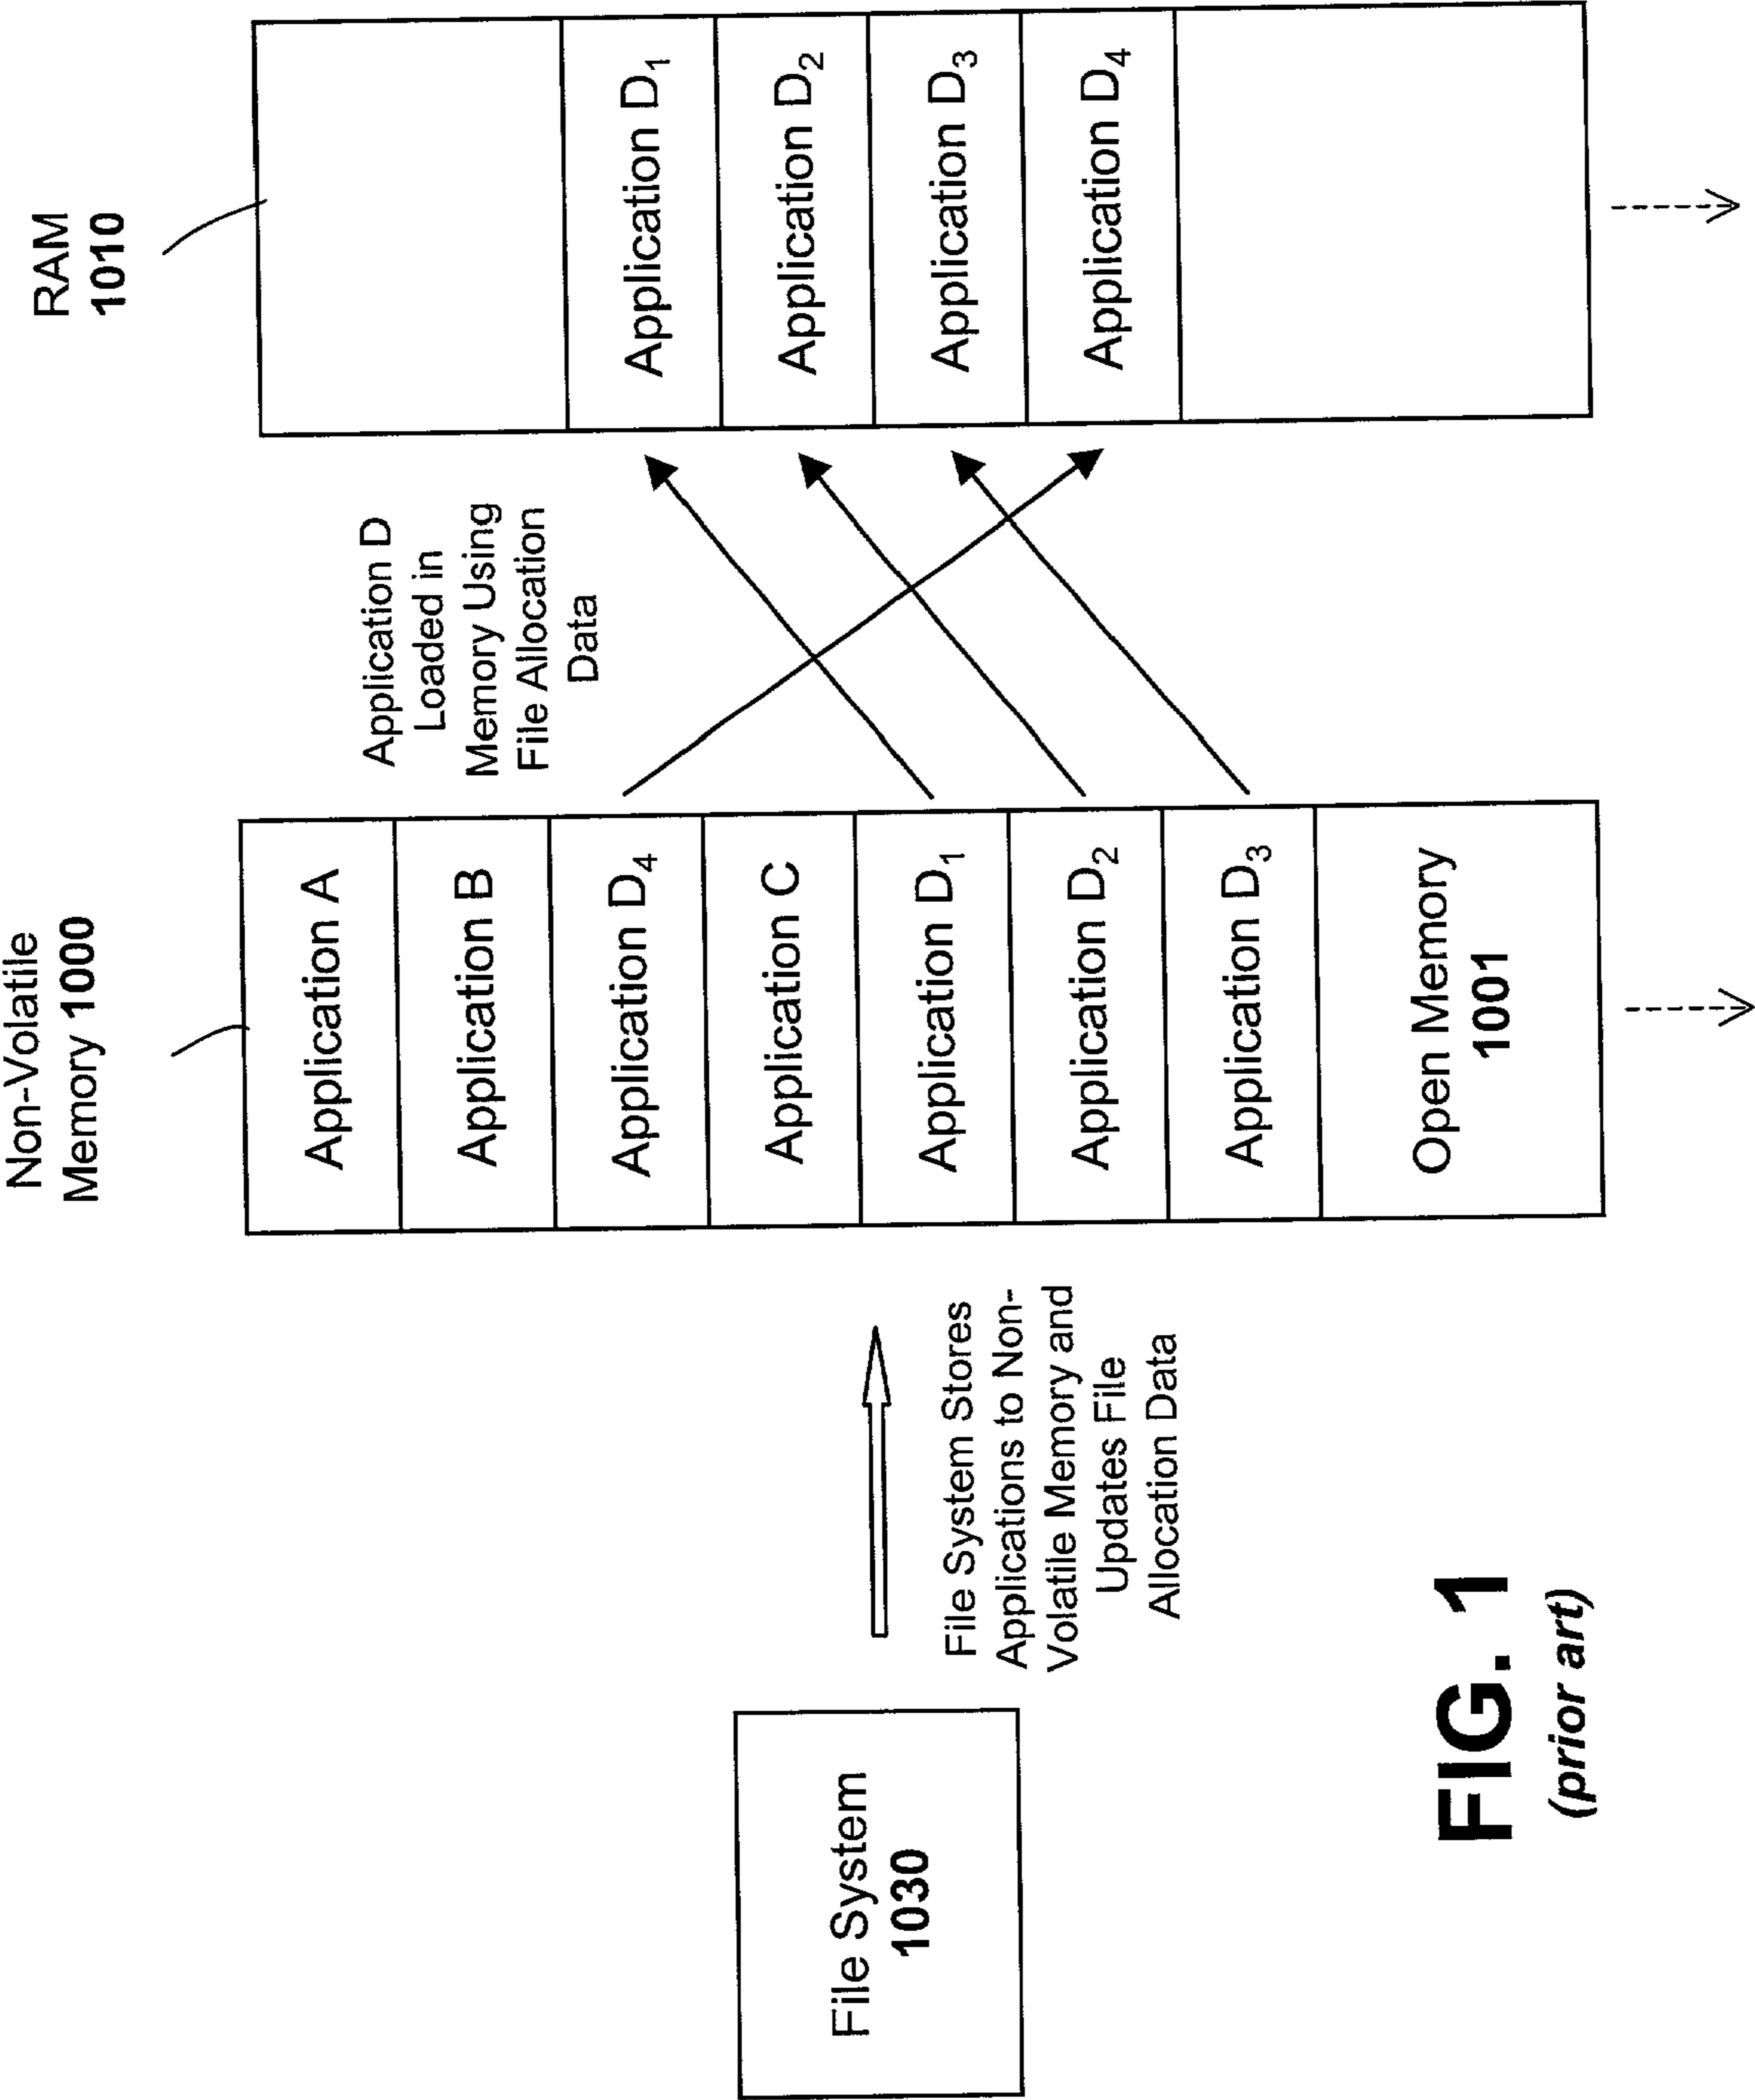 Non-Volatile
Memory 1000
RAM
1010
Application A
Application B
Application D4
Application C
Application D1
Application D2
Application D3
Open Memory
1001
Application D
Loaded in
Memory Using
File Allocation
Data
Application D1
Application D2
Application D3
Application D4
File System
1030
File System Stores
Applications to Non-
Volatile Memory and
Updates File
Allocation Data
FIG. 1
(prior art)